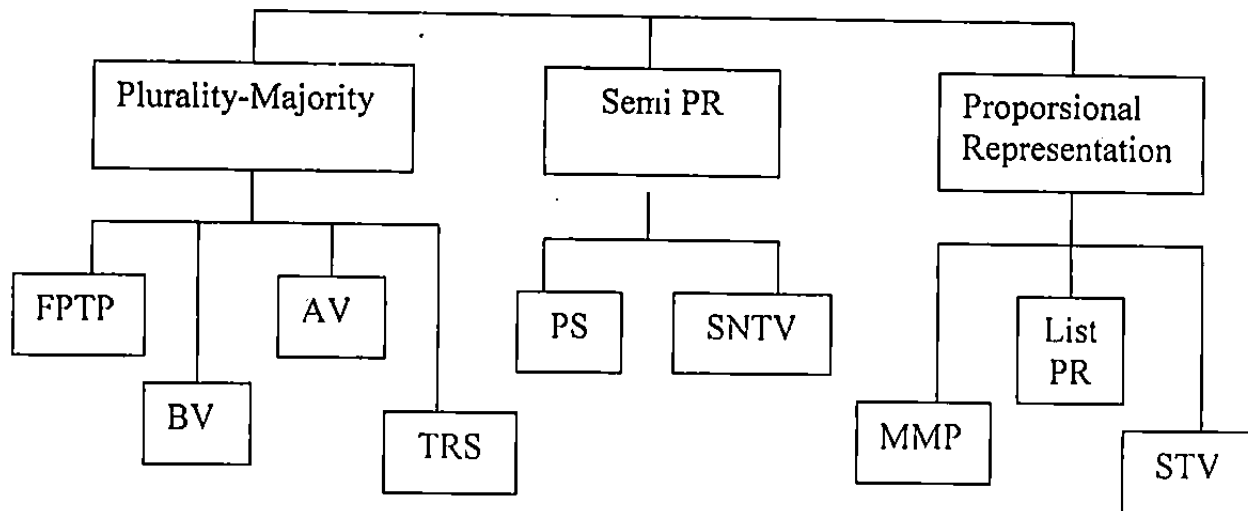 Plurality-Majority
Semi PR
Proporsional
Representation
FPTP
BV
AV
TRS
PS
SNTV
MMP
List
PR
STV